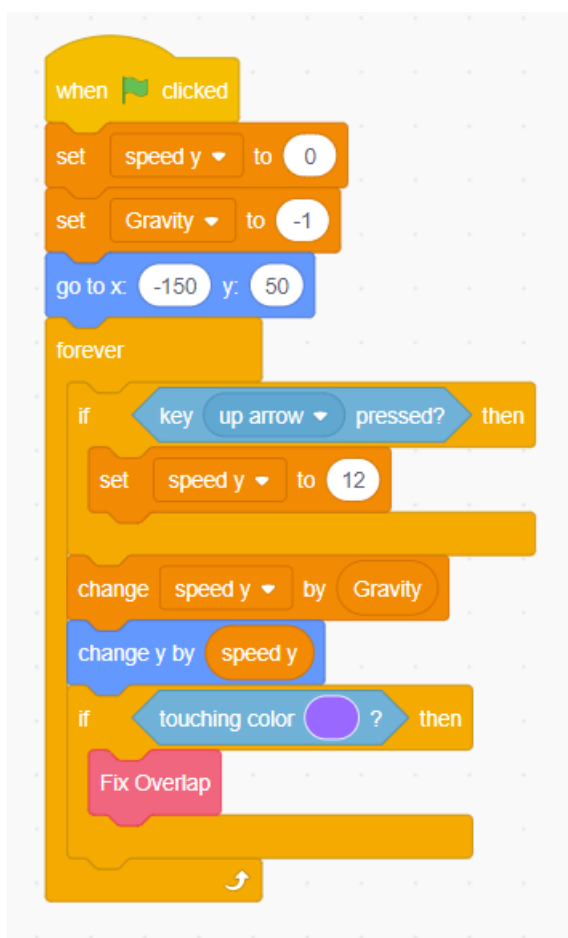 when clicked
set speed y to 0
set Gravity to -1
go to x: -150 y: 50
forever
if key up arrow pressed? then
set speed y to 12
change speed y by Gravity
change y by speed y
if touching color ? then
Fix Overlap